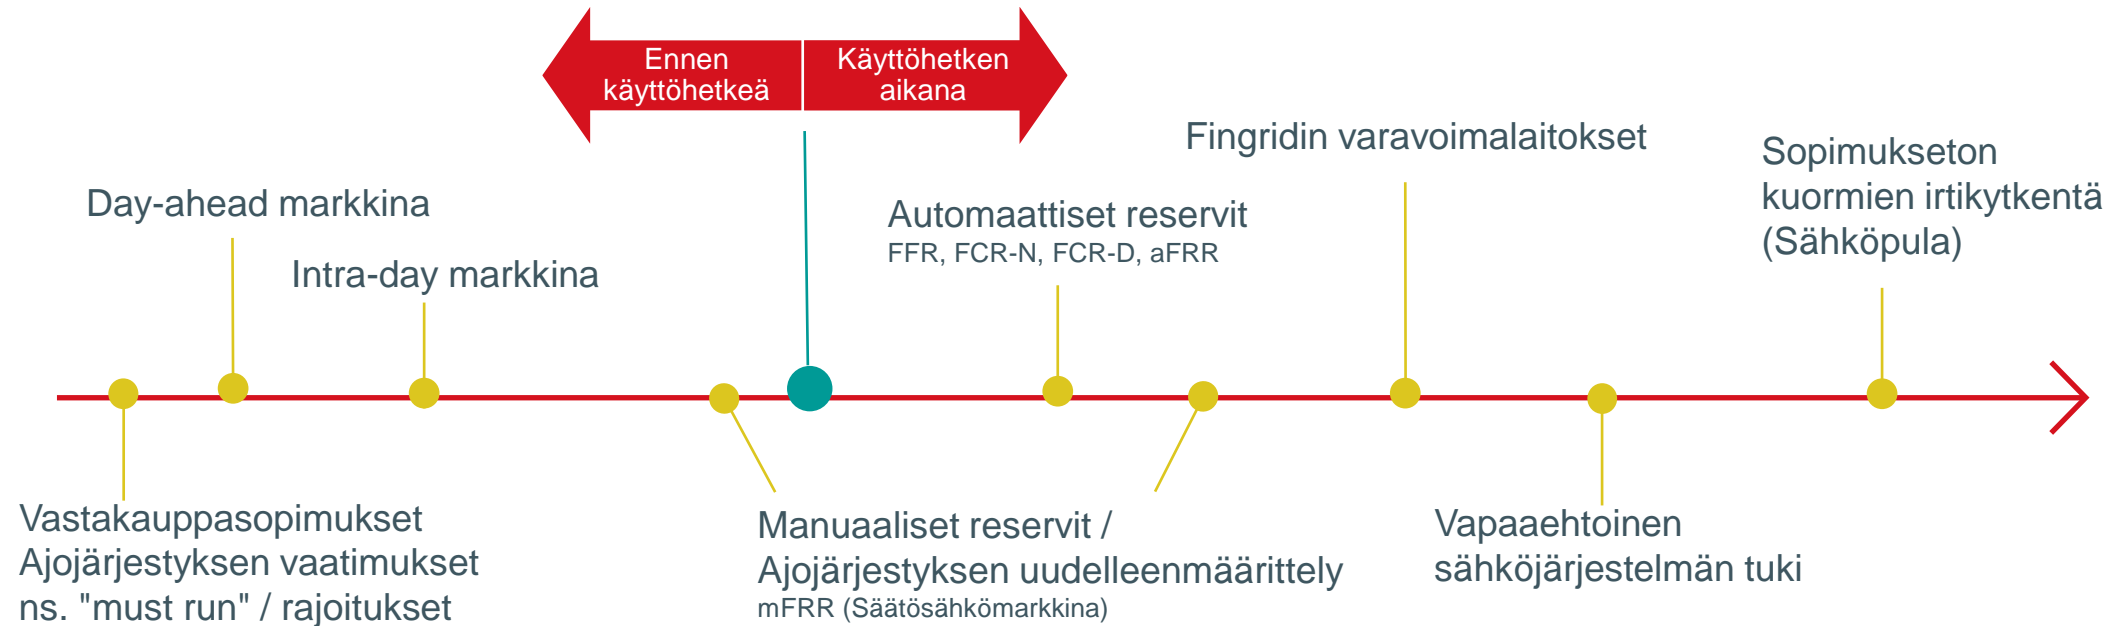 Ennen
käyttöhetkeä
Käyttöhetken
aikana
Day-ahead markkina
Intra-day markkina
Automaattiset reservit
FFR, FCR-N, FCR-D, aFRR
Fingridin varavoimalaitokset
Sopimukseton
kuormien irtikytkentä
(Sähköpula)
Vastakauppasopimukset
Ajojärjestyksen vaatimukset
ns. "must run" / rajoitukset
Manuaaliset reservit /
Ajojärjestyksen uudelleenmäärittely
mFRR (Säätösähkömarkkina)
Vapaaehtoinen
sähköjärjestelmän tuki